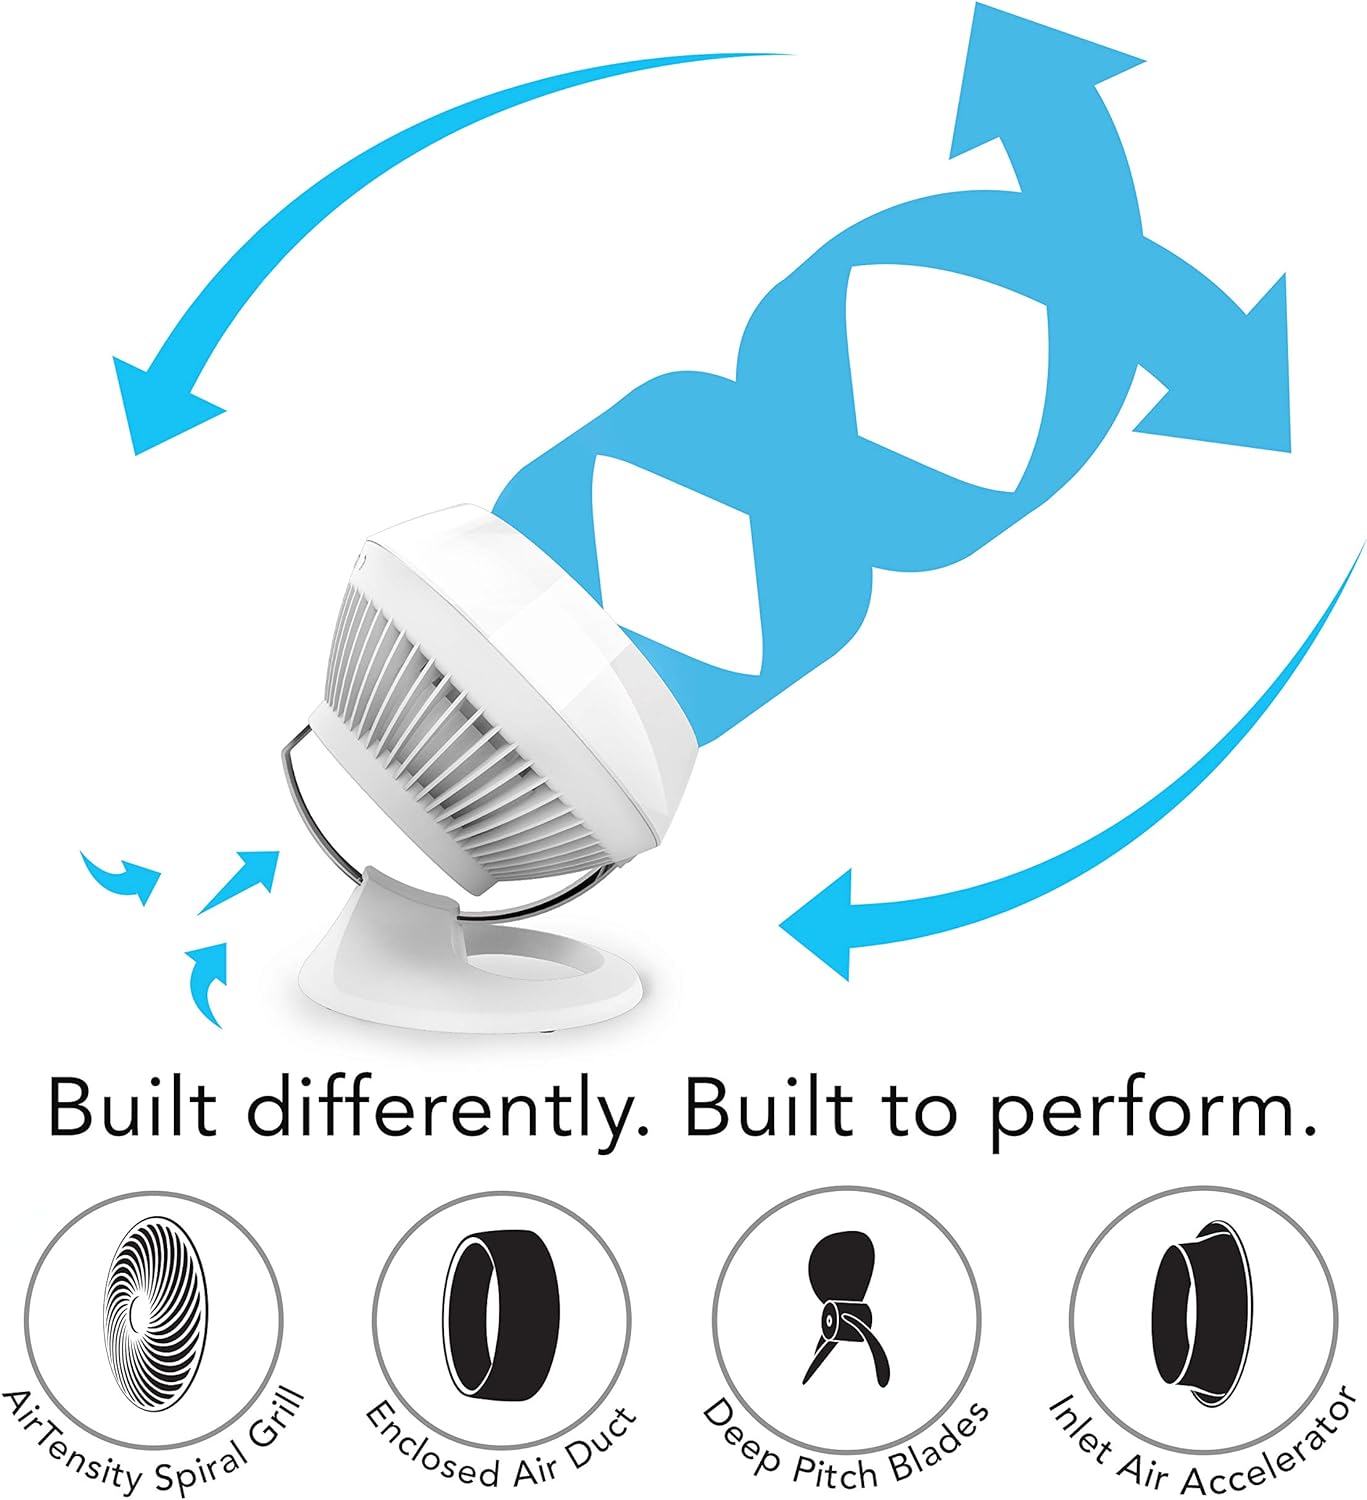 Built differently. Built to perform.
AirTensity Spiral Grill
Enclosed Air Duct
Deep Pitch Blades
Inlet Air Accelerator